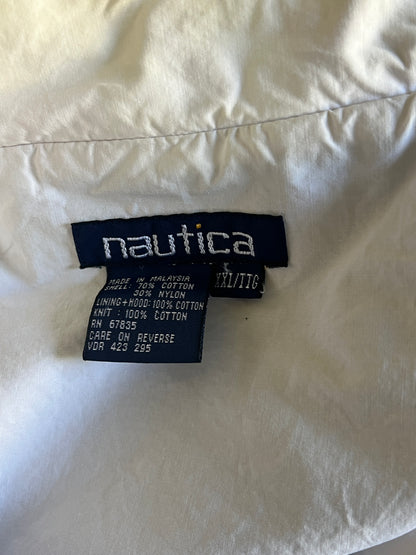 nautica
XXL/TTG
MADE IN MALAYSIA
SHELL: 70% COTTON
30% NYLON
LINING+HOOD:100% COTTON
KNIT : 100% COTTON
RN 67835
CARE ON REVERSE
VDR 423 295